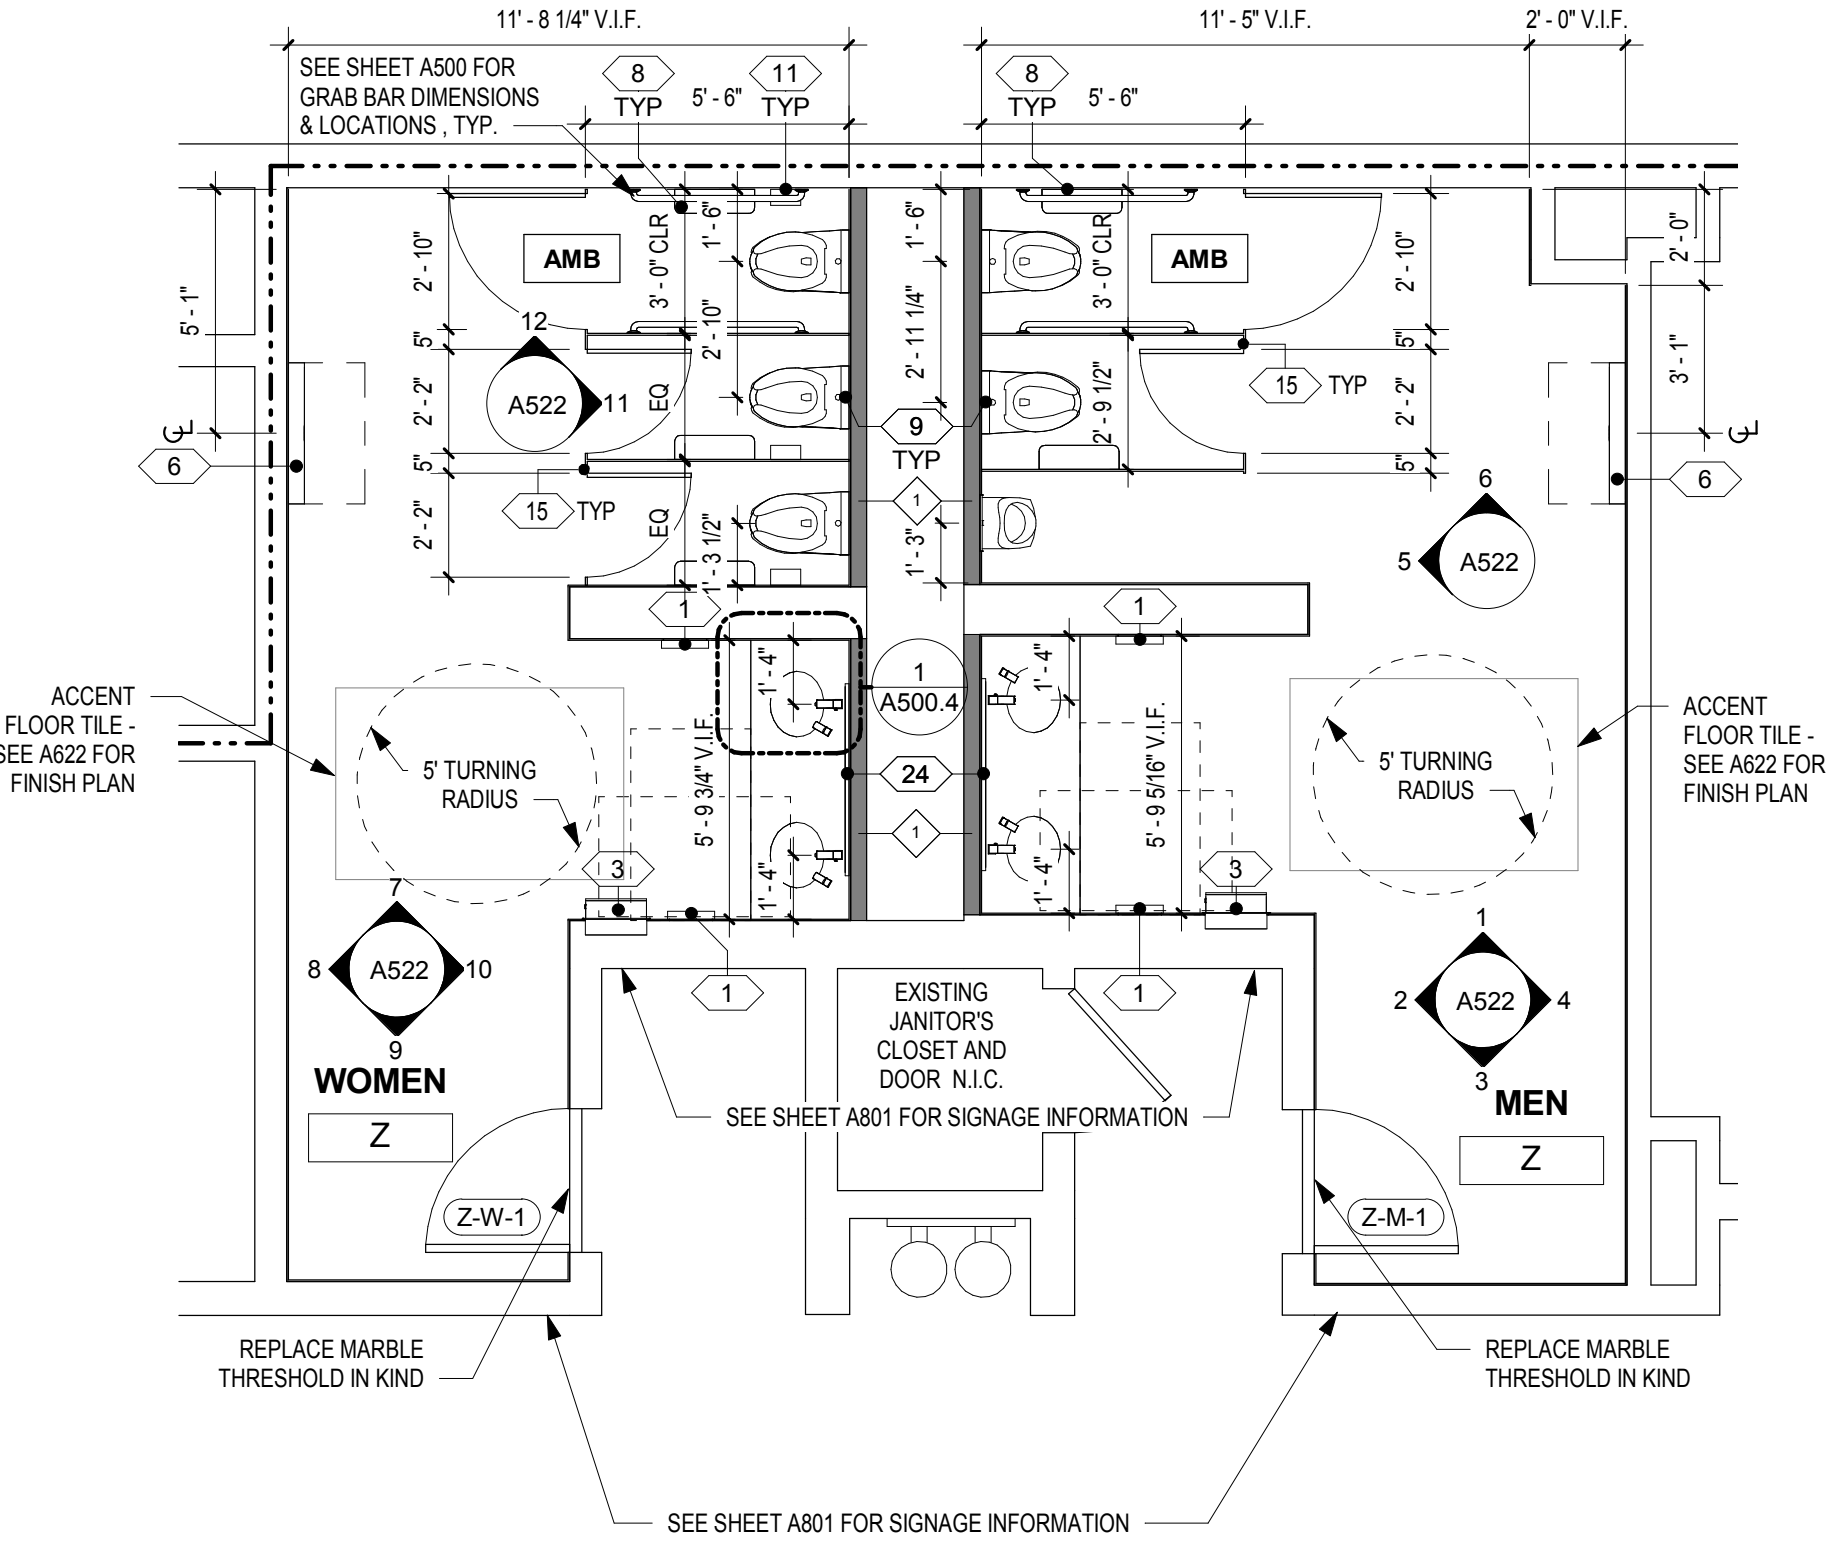 11' - 8 1/4" V.I.F.
11' - 5" V.I.F.
2' - 0" V.I.F.
SEE SHEET A500 FOR
GRAB BAR DIMENSIONS
& LOCATIONS , TYP.
8
TYP
5' - 6"
11
TYP
8
TYP
5' - 6"
5' - 1"
2' - 10"
AMB
3' - 0" CLR
1' - 6"
1' - 6"
3' - 0" CLR
AMB
2' - 10"
2' - 0"
12
A522
11
5"
2' - 2"
5"
2' - 2"
EQ
EQ
2' - 10"
1' - 3 1/2"
2' - 11 1/4"
2' - 9 1/2"
5"
2' - 2"
5"
3' - 1"
15
TYP
CL
6
9
TYP
1
1' - 3"
15
TYP
CL
6
6
5
A522
1
1
1' - 4"
1
A500.4
1' - 4"
ACCENT
FLOOR TILE -
SEE A622 FOR
FINISH PLAN
5' TURNING
RADIUS
5' - 9 3/4" V.I.F.
24
5' - 9 5/16" V.I.F.
5' TURNING
RADIUS
ACCENT
FLOOR TILE -
SEE A622 FOR
FINISH PLAN
1
3
1' - 4"
1' - 4"
3
7
8
A522
10
9
1
1
1
2
A522
4
3
EXISTING
JANITOR'S
CLOSET AND
DOOR N.I.C.
WOMEN
Z
MEN
Z
SEE SHEET A801 FOR SIGNAGE INFORMATION
Z-W-1
Z-M-1
REPLACE MARBLE
THRESHOLD IN KIND
REPLACE MARBLE
THRESHOLD IN KIND
SEE SHEET A801 FOR SIGNAGE INFORMATION